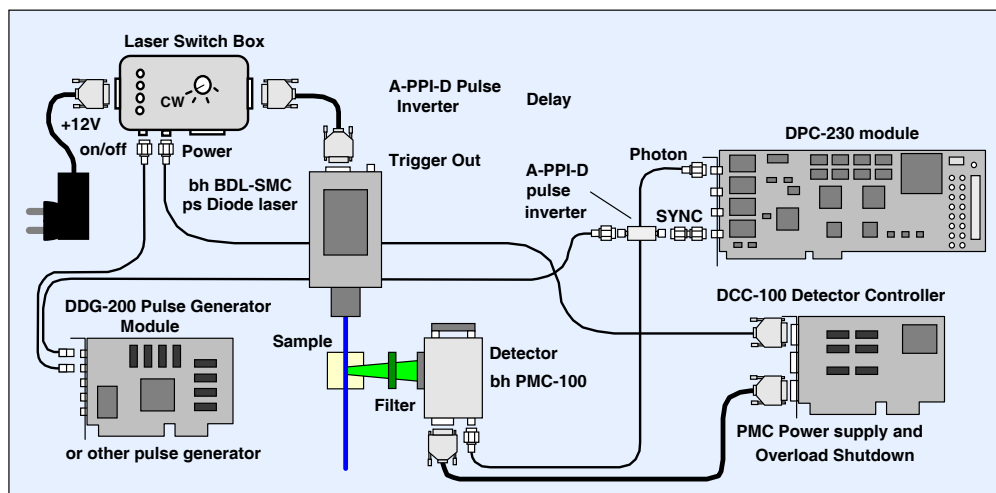 Laser Switch Box
CW
+12V
on/off
Power
A-PPI-D Pulse
Inverter
Delay
Trigger Out
bh BDL-SMC
ps Diode laser
DPC-230 module
Photon
A-PPI-D
pulse
inverter
SYNC
DDG-200 Pulse Generator
Module
or other pulse generator
Sample
Filter
Detector
bh PMC-100
DCC-100 Detector Controller
PMC Power supply and
Overload Shutdown